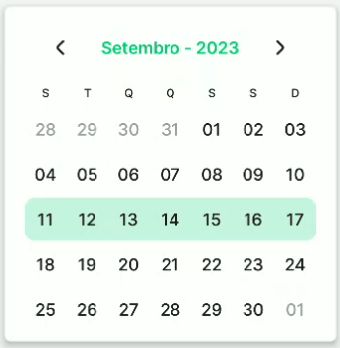 Setembro - 2023
S T Q Q S S D
28 29 30 31 01 02 03
04 05 06 07 08 09 10
11 12 13 14 15 16 17
18 19 20 21 22 23 24
25 26 27 28 29 30 01